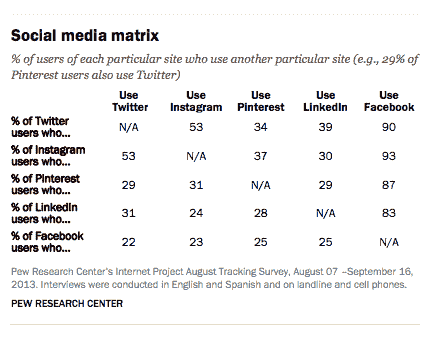 Social media matrix
% of users of each particular site who use another particular site (e.g., 29% of
Pinterest users also use Twitter)
Use Twitter Use Instagram Use Pinterest Use LinkedIn Use Facebook
% of Twitter users who... N/A 53 34 39 90
% of Instagram users who... 53 N/A 37 30 93
% of Pinterest users who... 29 31 N/A 29 87
% of LinkedIn users who... 31 24 28 N/A 83
% of Facebook users who... 22 23 25 25 N/A
Pew Research Center's Internet Project August Tracking Survey, August 07 –September 16,
2013. Interviews were conducted in English and Spanish and on landline and cell phones.
PEW RESEARCH CENTER